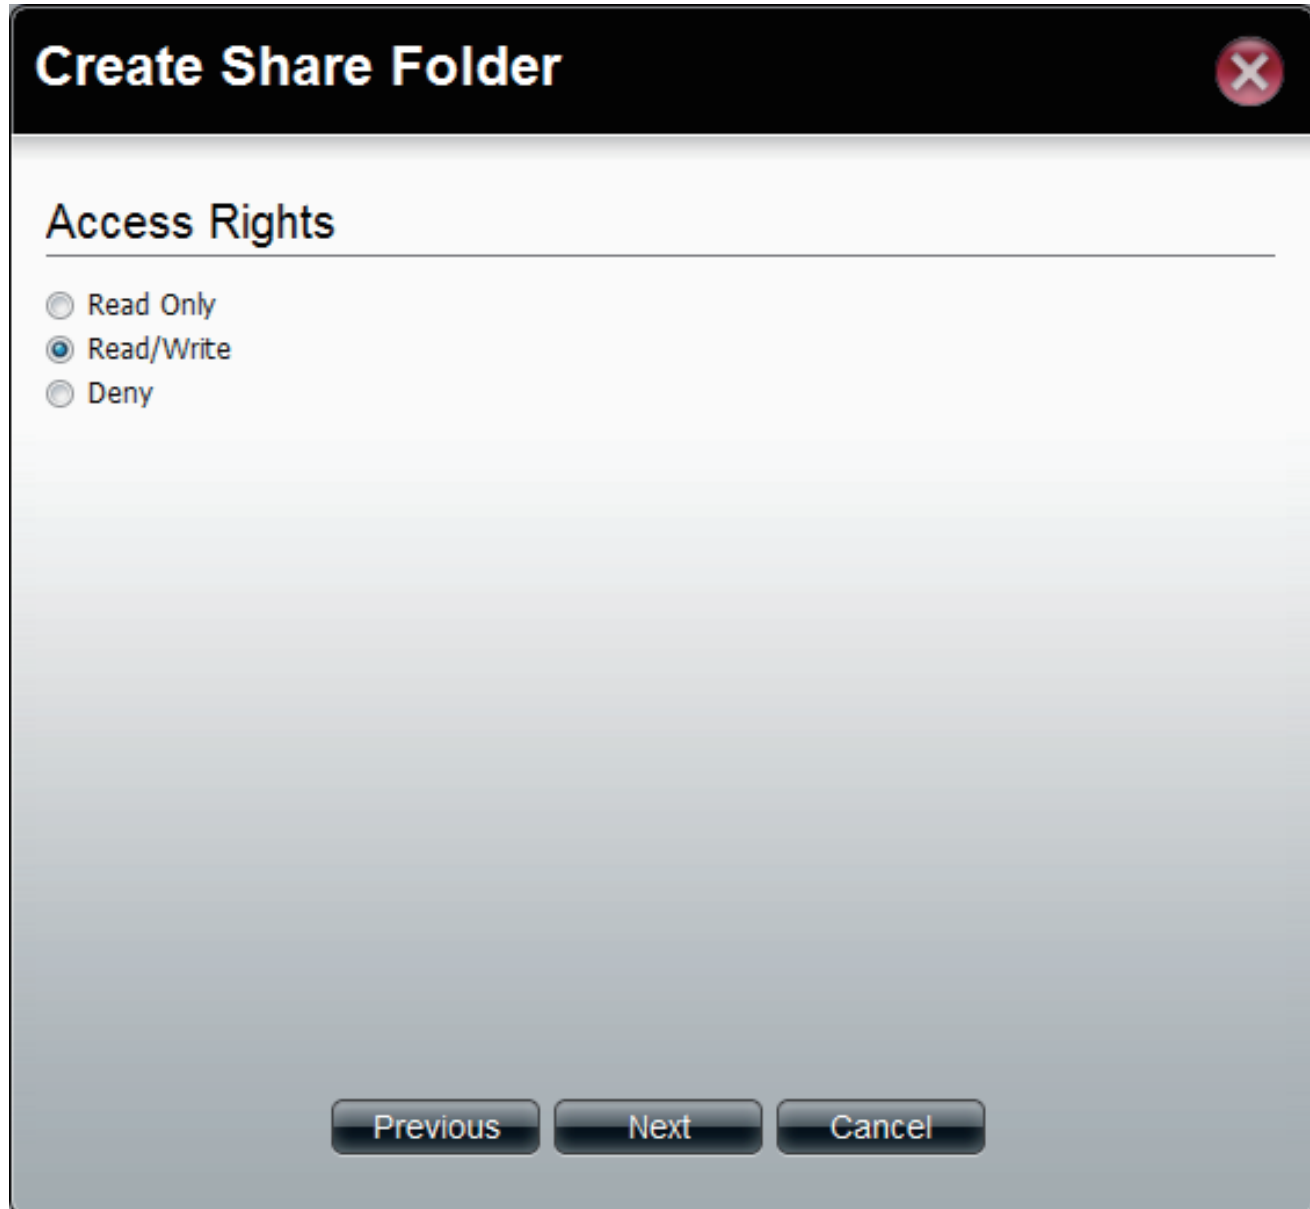 Create Share Folder
Access Rights
Read Only
Read/Write
Deny
Previous Next Cancel